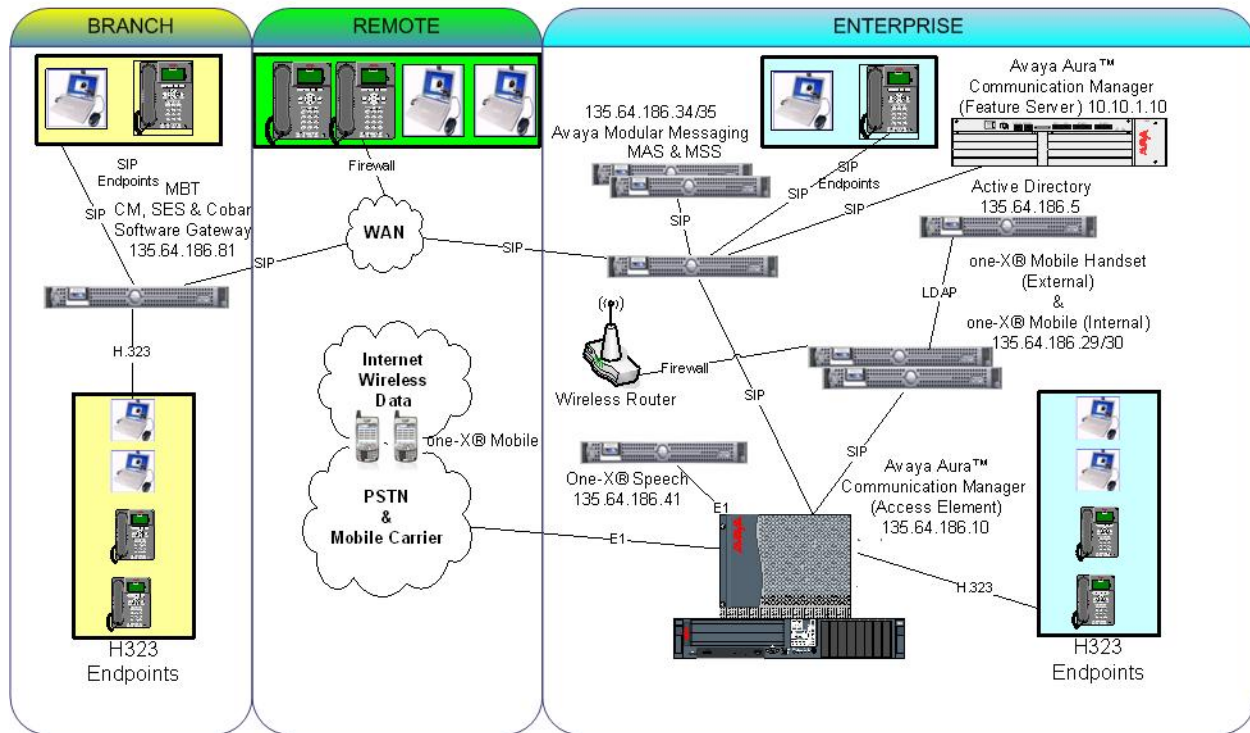 BRANCH
REMOTE
ENTERPRISE
SIP
Endpoints
MBT
CM, SES & Cobar
Software Gateway
135.64.186.81
SIP
SIP
H.323
H323
Endpoints
Firewall
WAN
SIP
Internet
Wireless
Data
one-X® Mobile
PSTN
&
Mobile Carrier
E1
135.64.186.34/35
Avaya Modular Messaging
MAS & MSS
SIP
SIP
Endpoints
SIP
SIP
Avaya Aura™
Communication Manager
(Feature Server) 10.10.1.10
AVAYA
Active Directory
135.64.186.5
LDAP
one-X® Mobile Handset
(External)
&
one-X® Mobile (Internal)
135.64.186.29/30
Firewall
Wireless Router
SIP
SIP
One-X® Speech
135.64.186.41
E1
Avaya Aura™
Communication Manager
(Access Element)
135.64.186.10
AVAYA
H.323
H323
Endpoints